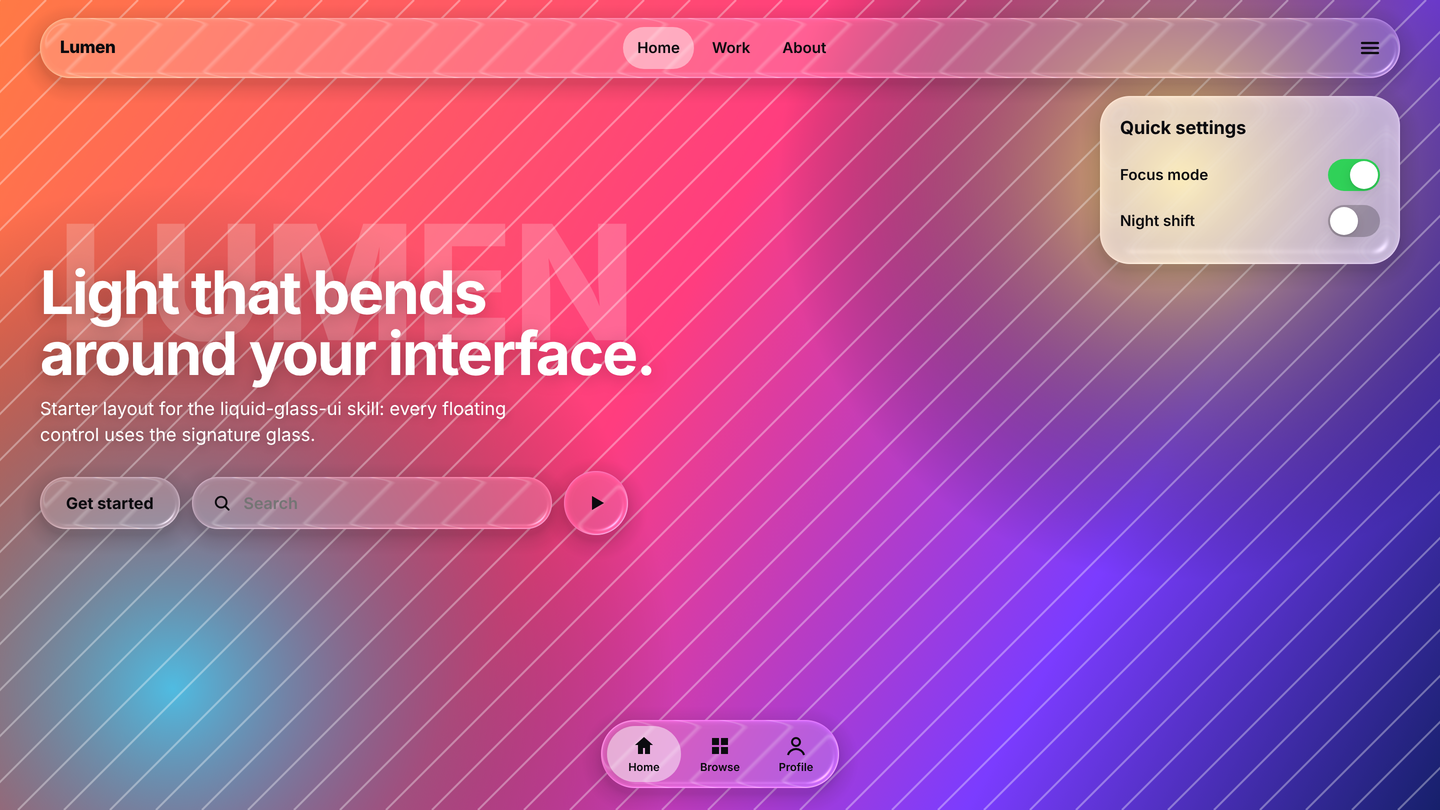 Lumen
Home
Work
About
Quick settings
Focus mode
Night shift
LUMEN
Light that bends
around your interface.
Starter layout for the liquid-glass-ui skill: every floating
control uses the signature glass.
Get started
Search
Home
Browse
Profile